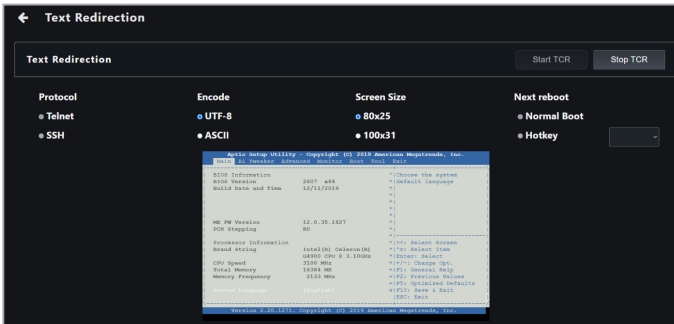 Text Redirection
Text Redirection Start TCR Stop TCR
Protocol Encode Screen Size Next reboot
Telnet UTF-8 80x25 Normal Boot
SSH ASCII 100x31 Hotkey
Aptio Setup Utility - Copyright (C) 2019 American Megatrends, Inc.
Main Ai Tweaker Advanced Monitor Boot Tool Exit
BIOS Information *|Choose the system
BIOS Version 2607 x64 *|default language
Build Date and Time 12/11/2019 *|
*|
*|
*|
ME FW Version 12.0.35.1427 *|
PCH Stepping B0 *|
Processor Information *|><: Select Screen
Brand String Intel(R) Celeron(R) *|^v: Select Item
G4900 CPU @ 3.10GHz *|Enter: Select
CPU Speed 3100 MHz *|+/-: Change Opt.
Total Memory 16384 MB *|F1: General Help
Memory Frequency 2133 MHz *|F2: Previous Values
*|F5: Optimized Defaults
System Language [English] |F10: Save & Exit
|ESC: Exit
Version 2.20.1271. Copyright (C) 2019 American Megatrends, Inc.